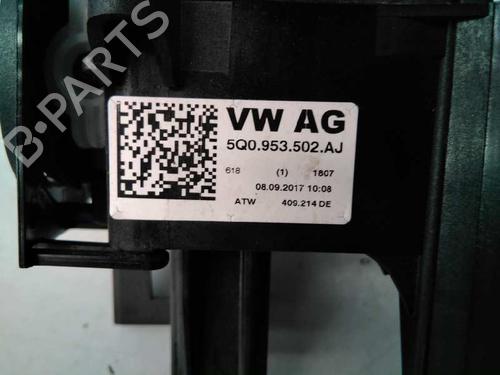 B-PARTS
VW AG
5Q0.953.502.AJ
618 (1) 1807
08.09.2017 10:08
ATW 409.214 DE